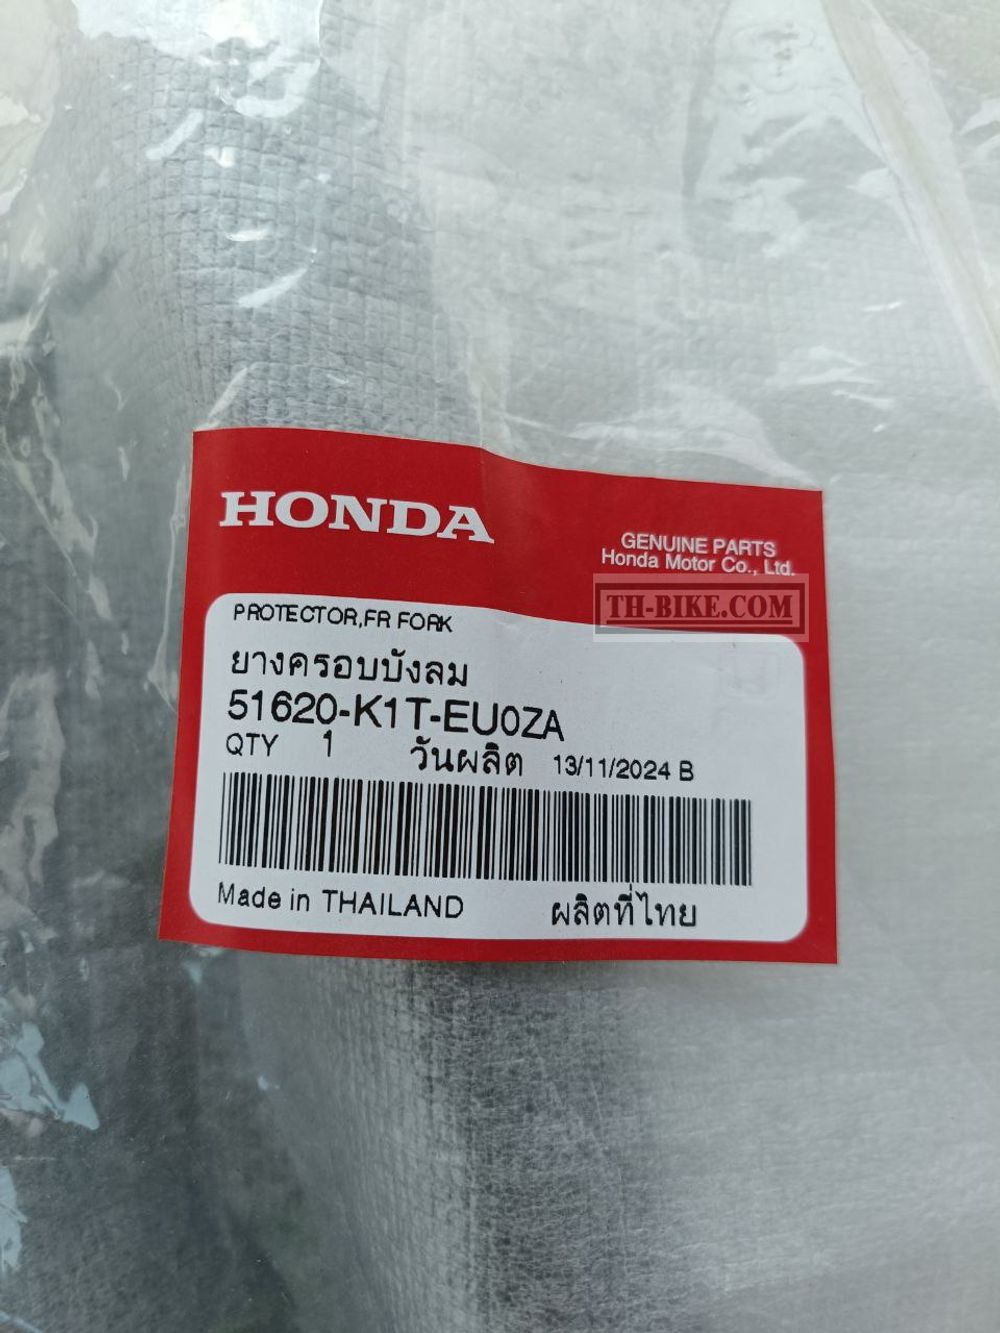 HONDA
GENUINE PARTS
Honda Motor Co., Ltd.
TH-BIKE.COM
PROTECTOR,FR FORK
ยางครอบบังลม
51620-K1T-EU0ZA
QTY 1 วันผลิต 13/11/2024 B
Made in THAILAND ผลิตที่ไทย